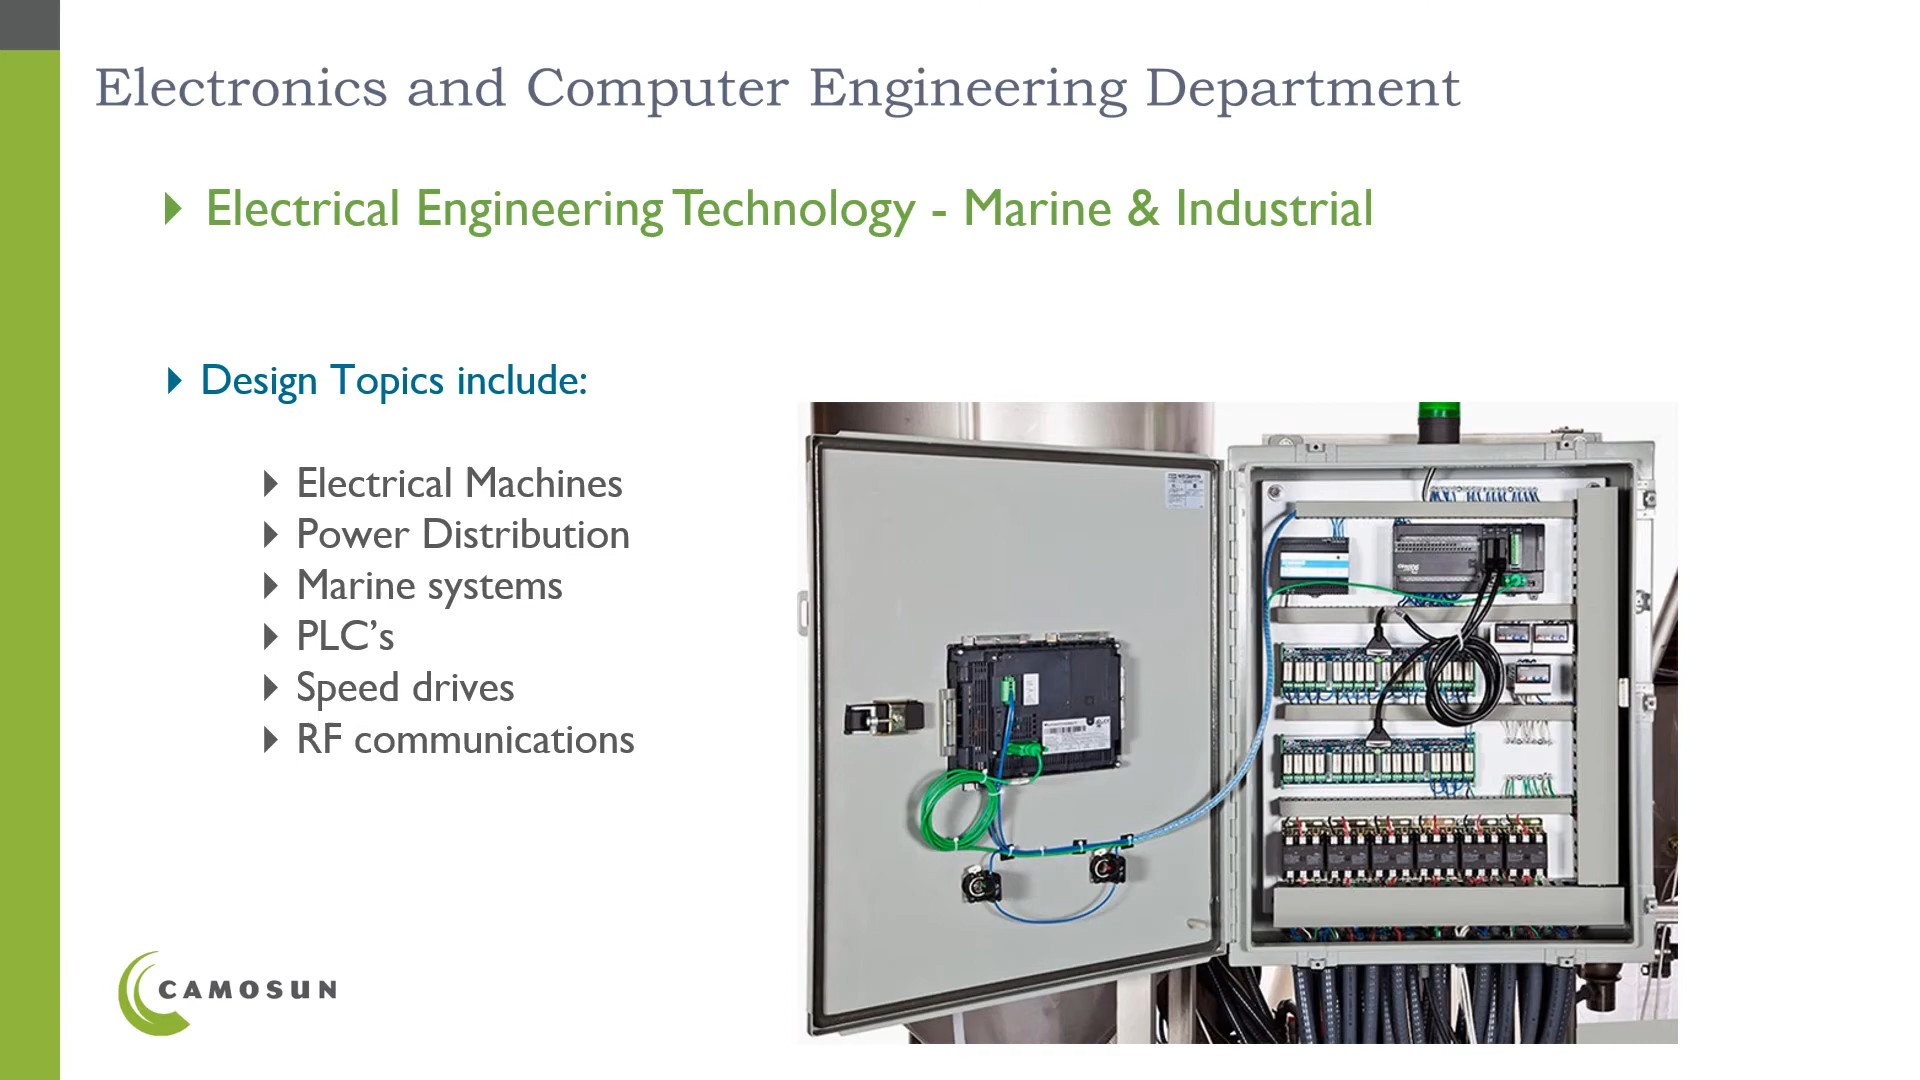 Electronics and Computer Engineering Department
Electrical Engineering Technology - Marine & Industrial
Design Topics include:
Electrical Machines
Power Distribution
Marine systems
PLC’s
Speed drives
RF communications
CAMOSUN